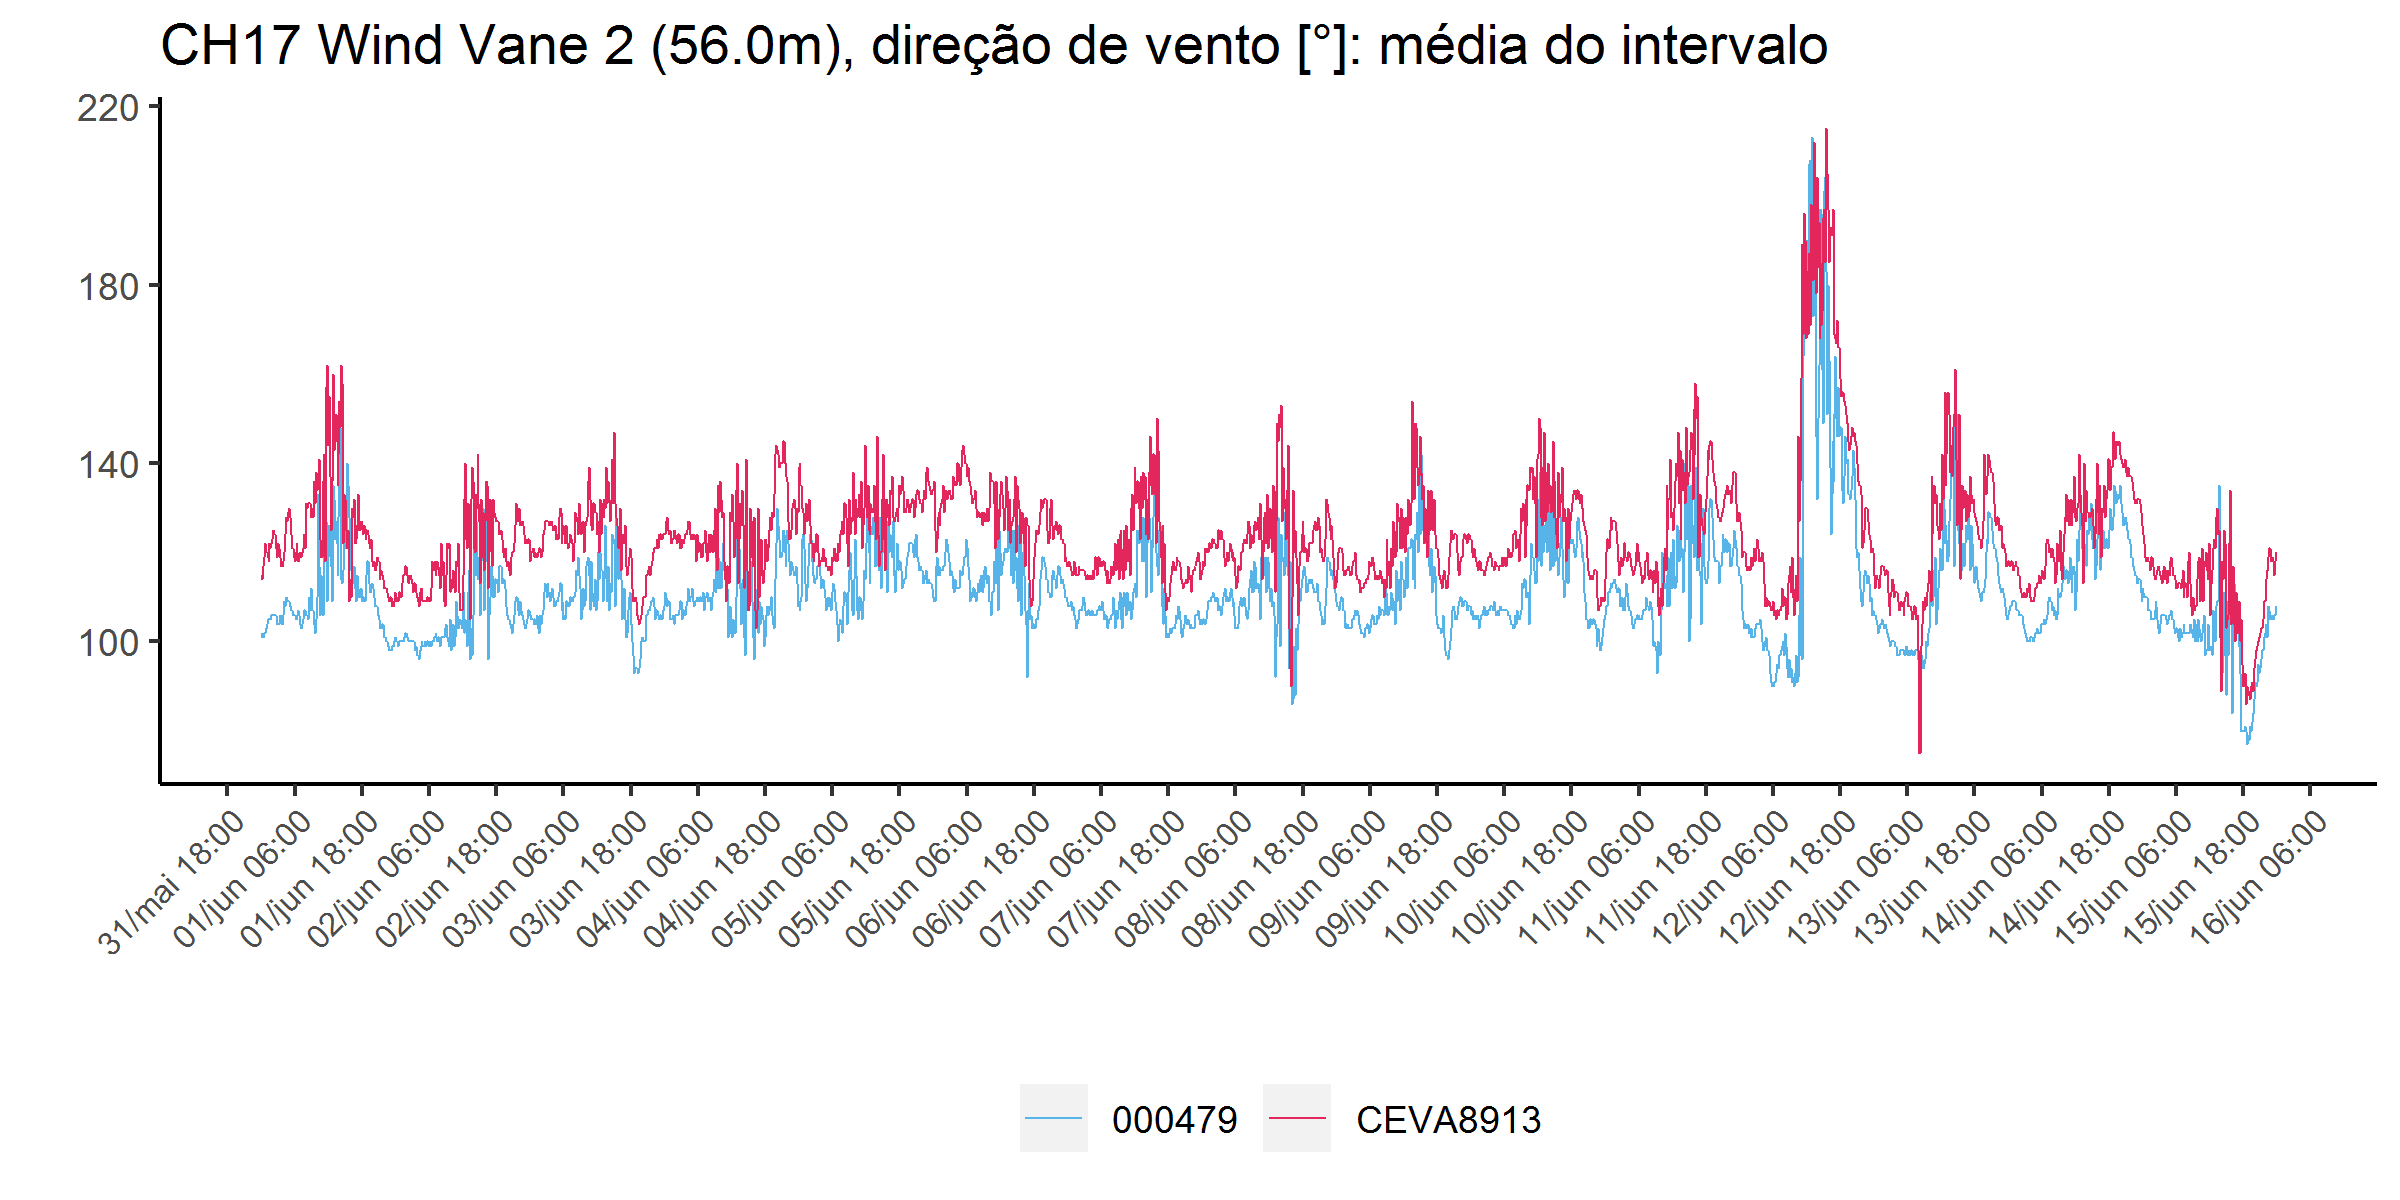 CH17 Wind Vane 2 (56.0m), direção de vento [°]: média do intervalo
220
180
140
100
31/mai 18:00
01/jun 06:00
01/jun 18:00
02/jun 06:00
02/jun 18:00
03/jun 06:00
03/jun 18:00
04/jun 06:00
04/jun 18:00
05/jun 06:00
05/jun 18:00
06/jun 06:00
06/jun 18:00
07/jun 06:00
07/jun 18:00
08/jun 06:00
08/jun 18:00
09/jun 06:00
09/jun 18:00
10/jun 06:00
10/jun 18:00
11/jun 06:00
11/jun 18:00
12/jun 06:00
12/jun 18:00
13/jun 06:00
13/jun 18:00
14/jun 06:00
14/jun 18:00
15/jun 06:00
15/jun 18:00
16/jun 06:00
000479
CEVA8913